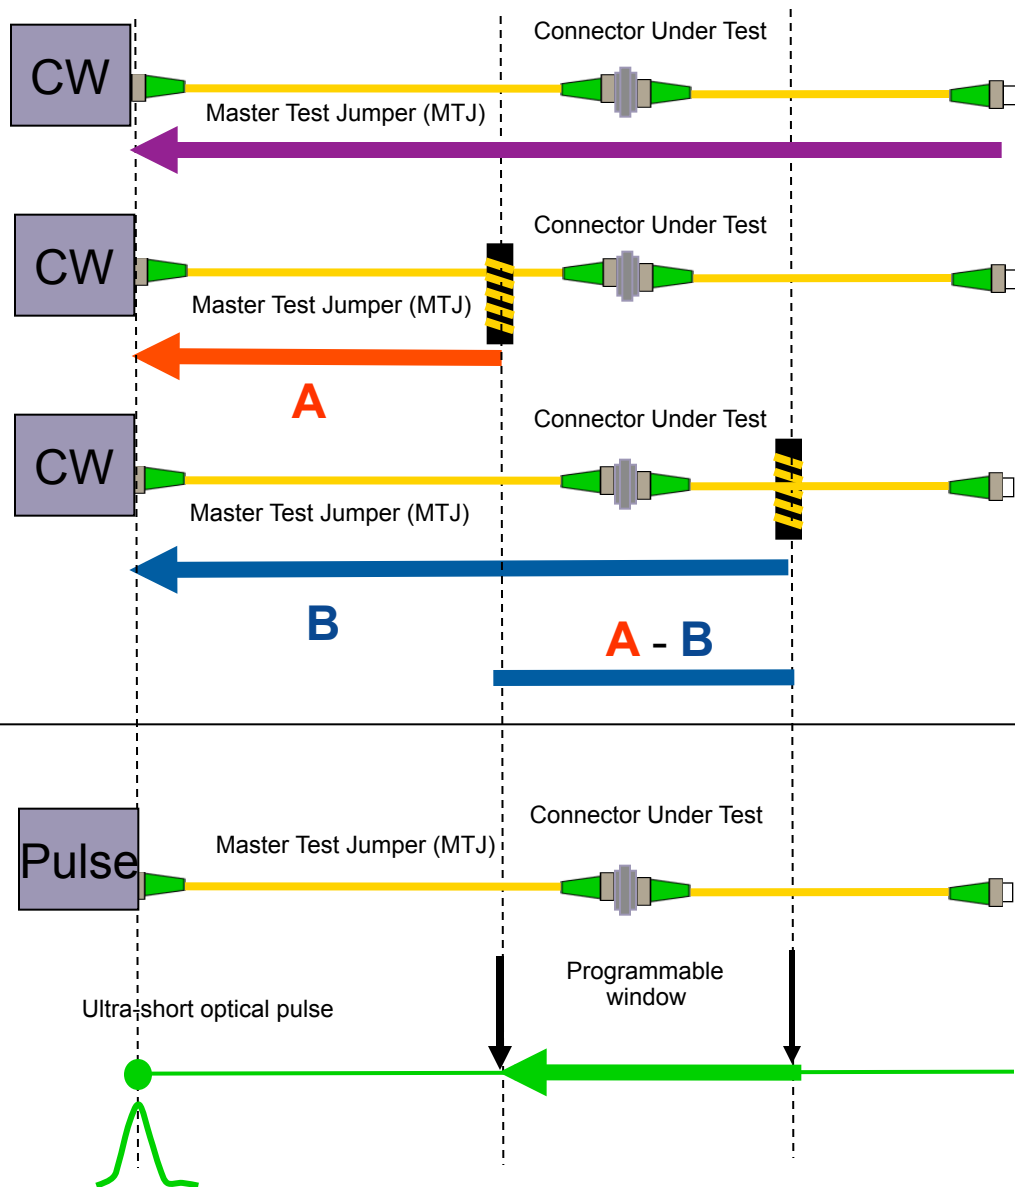 Connector Under Test
CW
Master Test Jumper (MTJ)
Connector Under Test
CW
Master Test Jumper (MTJ)
A
Connector Under Test
CW
Master Test Jumper (MTJ)
B
A - B
Connector Under Test
Master Test Jumper (MTJ)
Pulse
Programmable
window
Ultra-short optical pulse